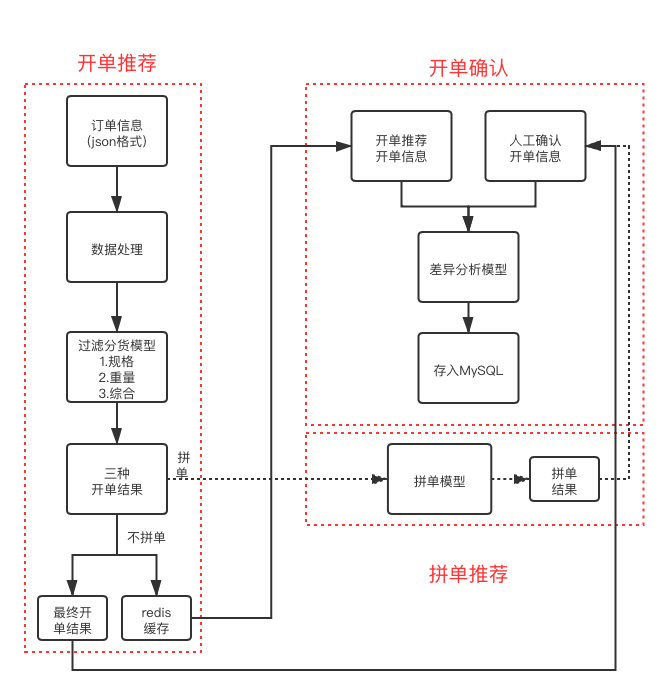 开单推荐
订单信息
(json格式)
数据处理
过滤分货模型
1.规格
2.重量
3.综合
三种
开单结果
拼
单
不拼单
最终开
单结果
redis
缓存
开单确认
开单推荐
开单信息
人工确认
开单信息
差异分析模型
存入MySQL
拼单模型
拼单
结果
拼单推荐